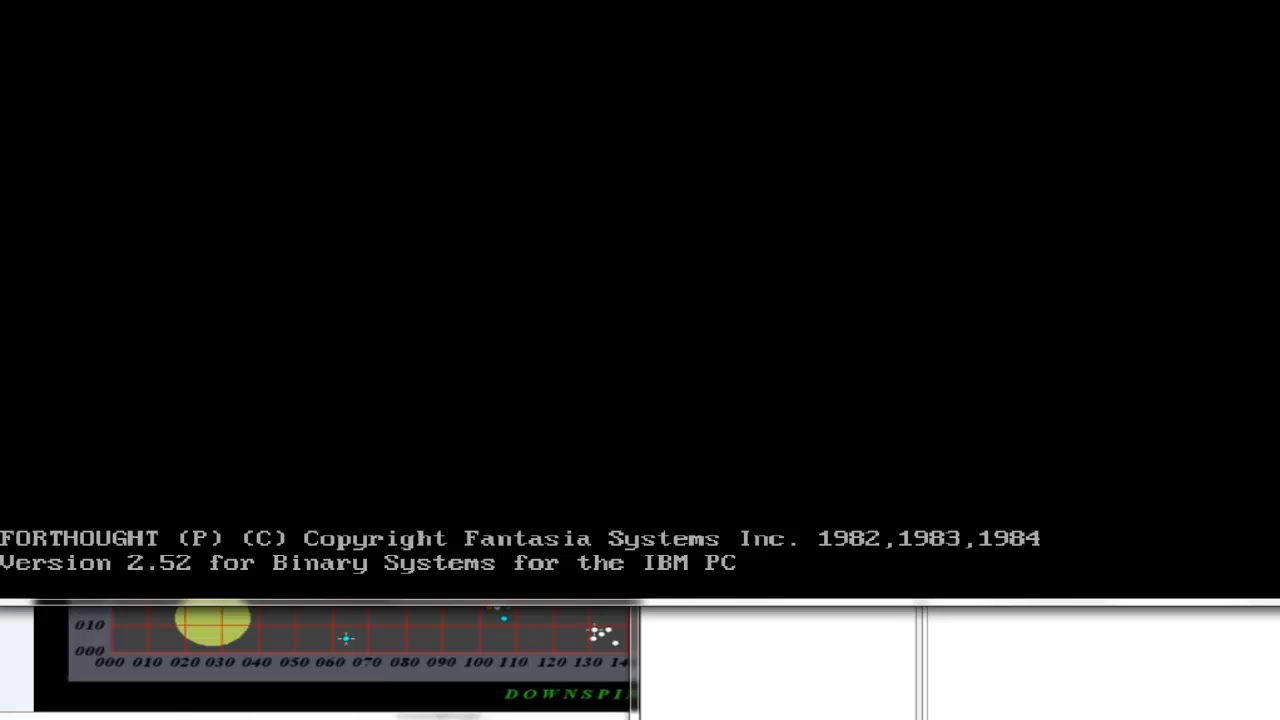 FORTHOUGHT (P) (C) Copyright Fantasia Systems Inc. 1982,1983,1984
Version 2.52 for Binary Systems for the IBM PC
010
000
000 010 020 030 040 050 060 070 080 090 100 110 120 130